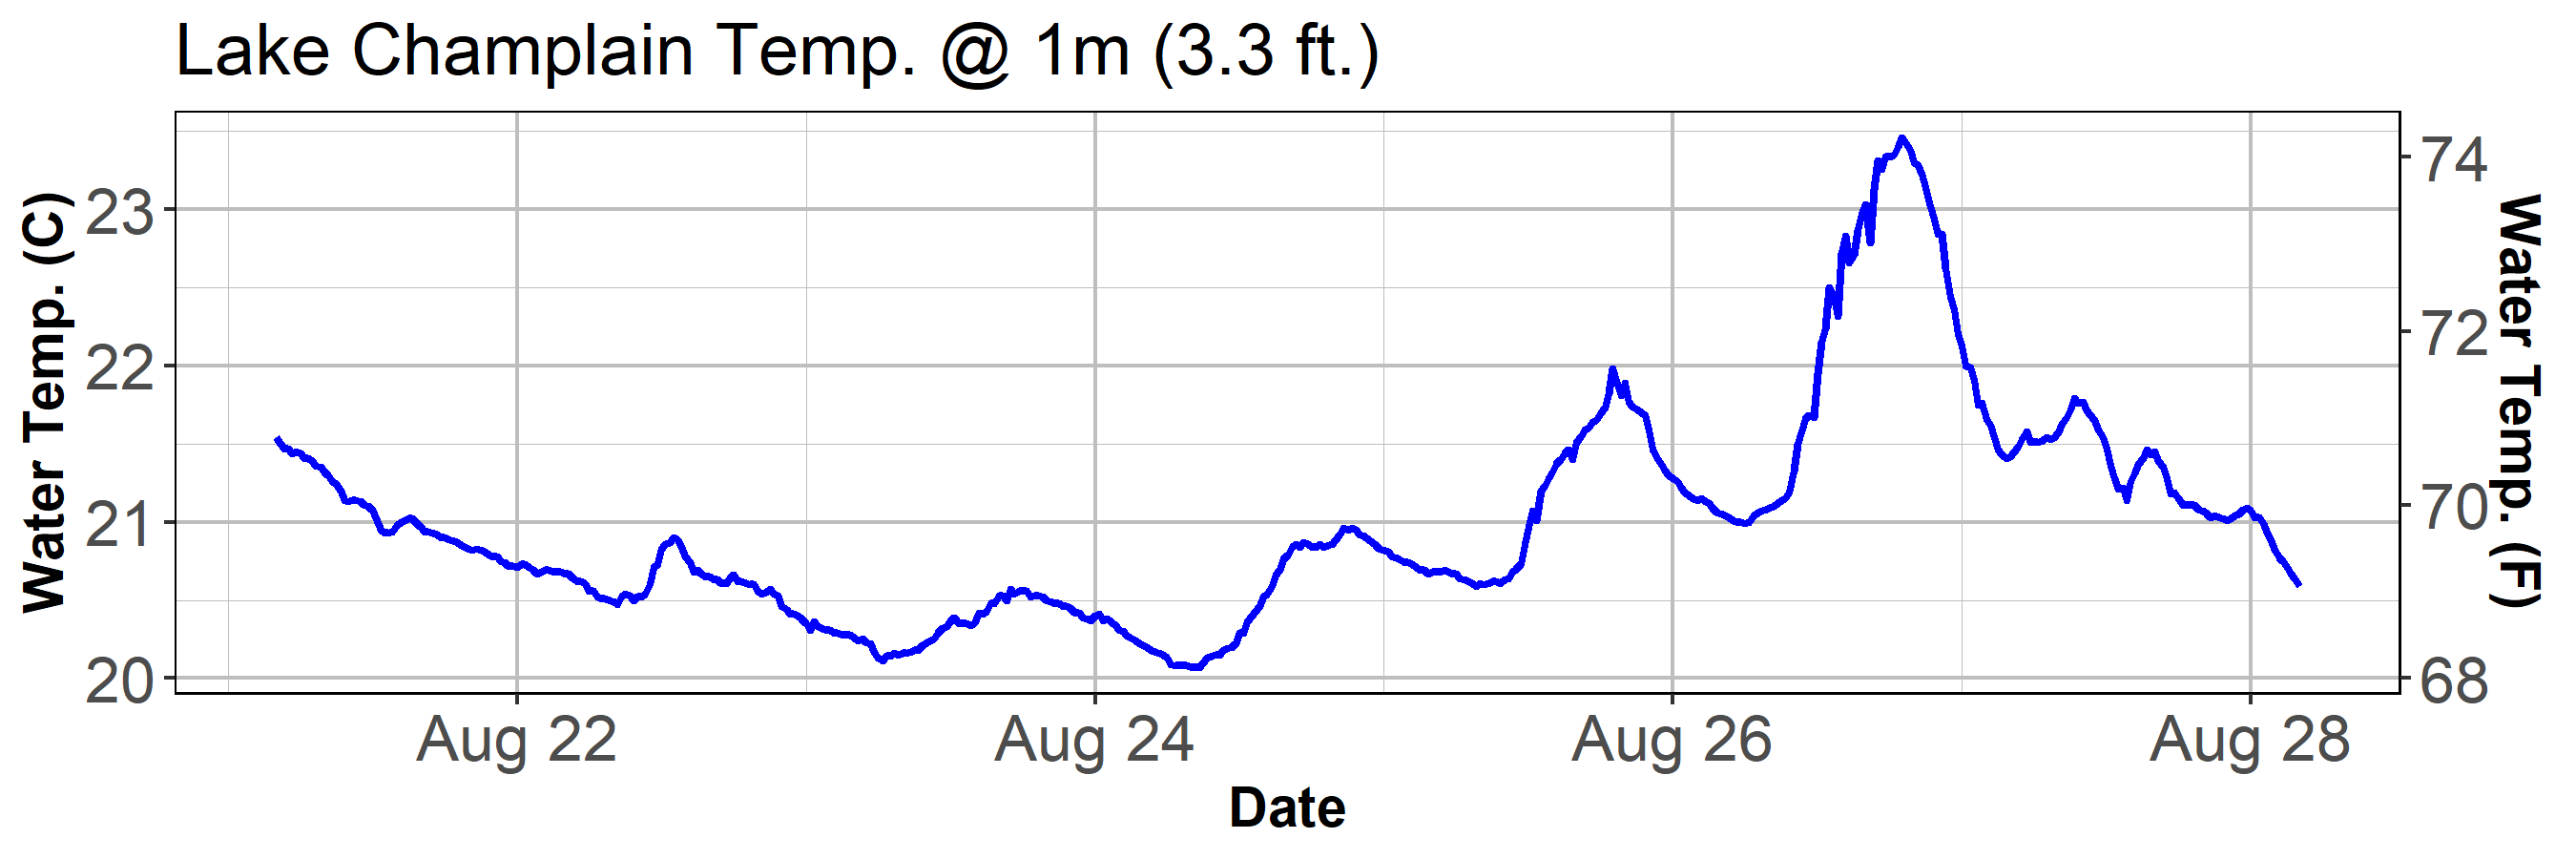 Lake Champlain Temp. @ 1m (3.3 ft.)
Water Temp. (C)
23
22
21
20
74
72
70
68
Water Temp. (F)
Aug 22
Aug 24
Aug 26
Aug 28
Date